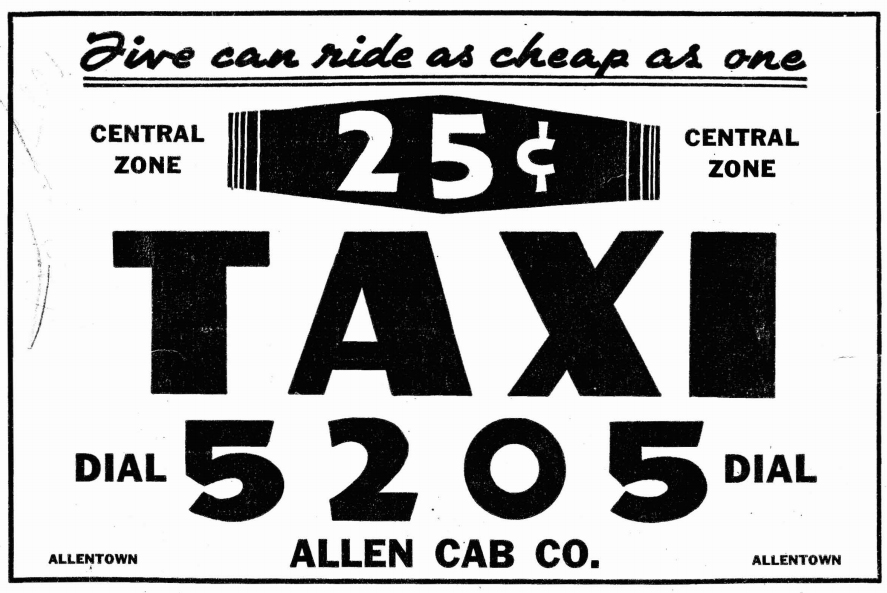 Five can ride as cheap as one
CENTRAL ZONE 25¢ CENTRAL ZONE
TAXI
DIAL 5205 DIAL
ALLEN CAB CO.
ALLENTOWN ALLENTOWN